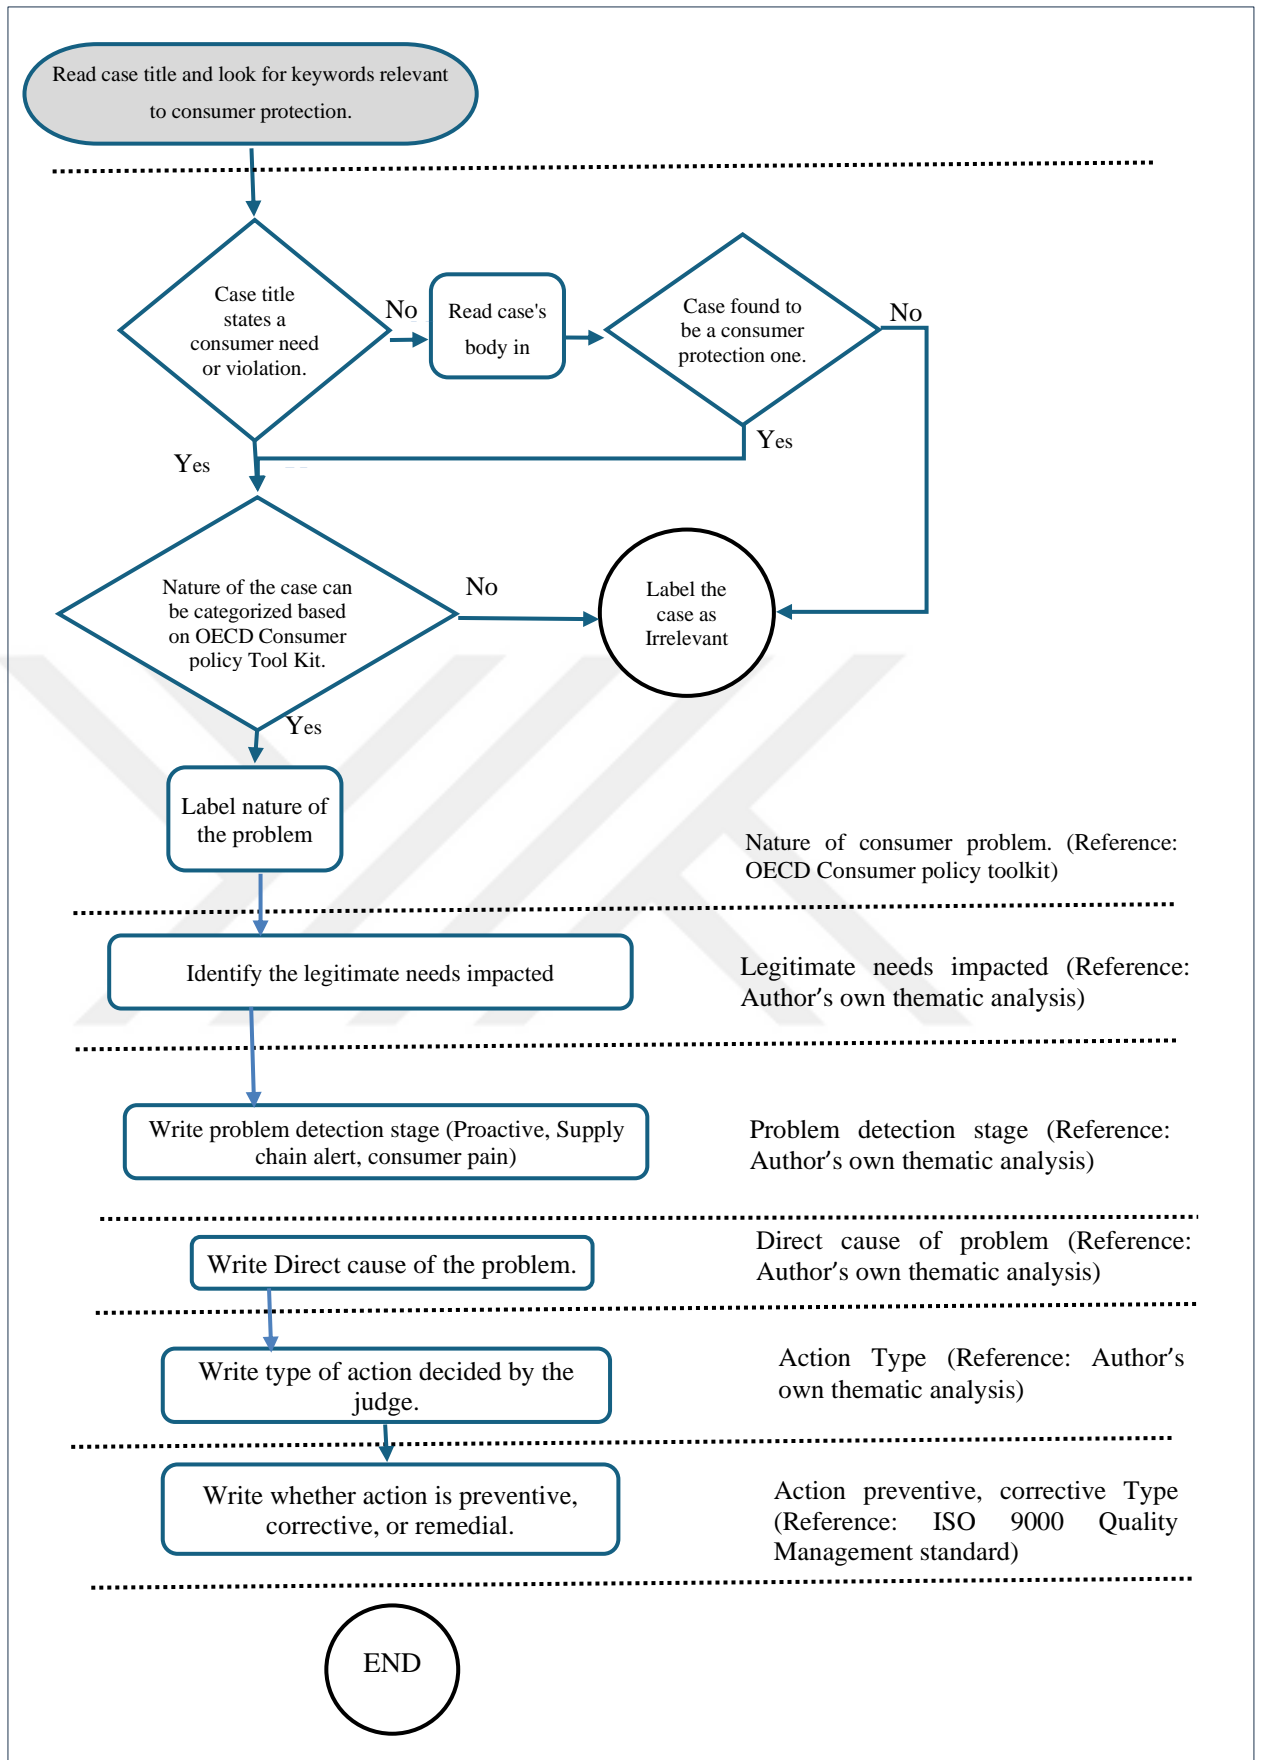 Read case title and look for keywords relevant
to consumer protection.
Case title
states a
consumer need
or violation.
No
Read case's
body in
Case found to
be a consumer
protection one.
No
Yes
Yes
Nature of the case can
be categorized based
on OECD Consumer
policy Tool Kit.
No
Label the
case as
Irrelevant
Yes
Label nature of
the problem
Nature of consumer problem. (Reference:
OECD Consumer policy toolkit)
Identify the legitimate needs impacted
Legitimate needs impacted (Reference:
Author’s own thematic analysis)
Write problem detection stage (Proactive, Supply
chain alert, consumer pain)
Problem detection stage (Reference:
Author’s own thematic analysis)
Write Direct cause of the problem.
Direct cause of problem (Reference:
Author’s own thematic analysis)
Write type of action decided by the
judge.
Action Type (Reference: Author’s
own thematic analysis)
Write whether action is preventive,
corrective, or remedial.
Action preventive, corrective Type
(Reference: ISO 9000 Quality
Management standard)
END